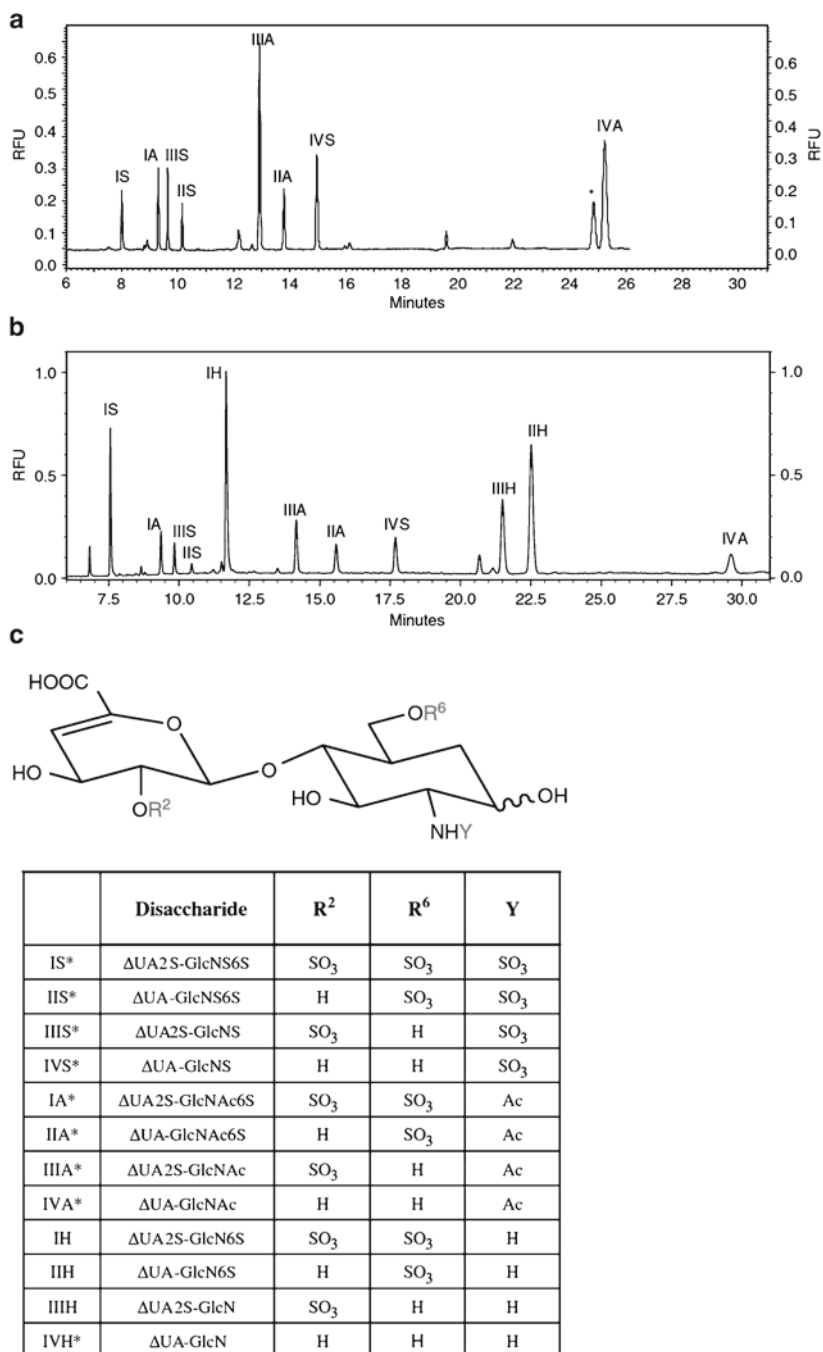 a
IIIA
0.6
0.5
0.4
0.3
0.2
0.1
0.0
RFU
IS
IA
IIIS
IIS
IIA
IVS
*
IVA
0.6
0.5
0.4
0.3
0.2
0.1
0.0
RFU
6 8 10 12 14 16 20 22 24 26 30
Minutes
b
1.0
0.5
0.0
RFU
IS
IA
IIIS
IIS
IH
IIIA
IIA
IVS
IIIH
IIH
IVA
1.0
0.5
0.0
7.5 10.0 12.5 15.0 17.5 20.0 22.5 25.0 27.5 30.0
Minutes
c
HOOC
O
HO
OR²
O
OR⁶
HO
NHY
OH
Disaccharide R² R⁶ Y
IS* ΔUA2S-GlcNS6S SO₃ SO₃ SO₃
IIS* ΔUA-GlcNS6S H SO₃ SO₃
IIIS* ΔUA2S-GlcNS SO₃ H SO₃
IVS* ΔUA-GlcNS H H SO₃
IA* ΔUA2S-GlcNAc6S SO₃ SO₃ Ac
IIA* ΔUA-GlcNAc6S H SO₃ Ac
IIIA* ΔUA2S-GlcNAc SO₃ H Ac
IVA* ΔUA-GlcNAc H H Ac
IH ΔUA2S-GlcN6S SO₃ SO₃ H
IIH ΔUA-GlcN6S H SO₃ H
IIIH ΔUA2S-GlcN SO₃ H H
IVH* ΔUA-GlcN H H H